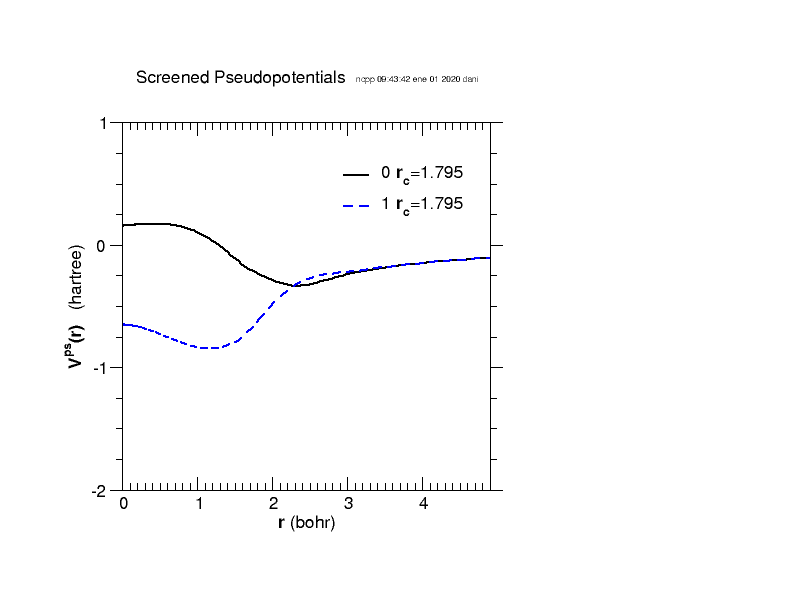 Screened Pseudopotentials ncpp 09:43:42 ene 01 2020 dani
1
0 rc=1.795
1 rc=1.795
0
Vps(r) (hartree)
-1
-2
0 1 2 3 4
r (bohr)